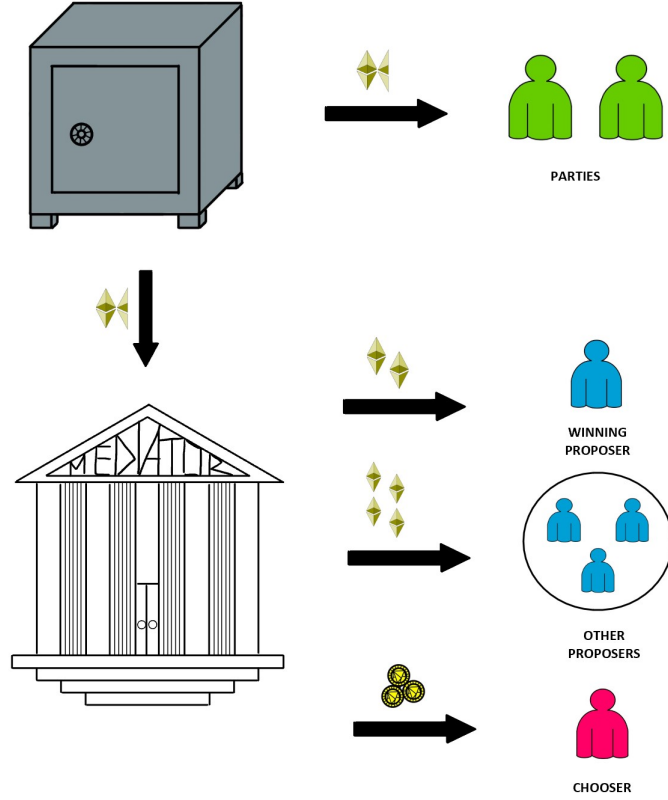 PARTIES
WINNING
PROPOSER
MEDIATOR
OTHER
PROPOSERS
CHOOSER